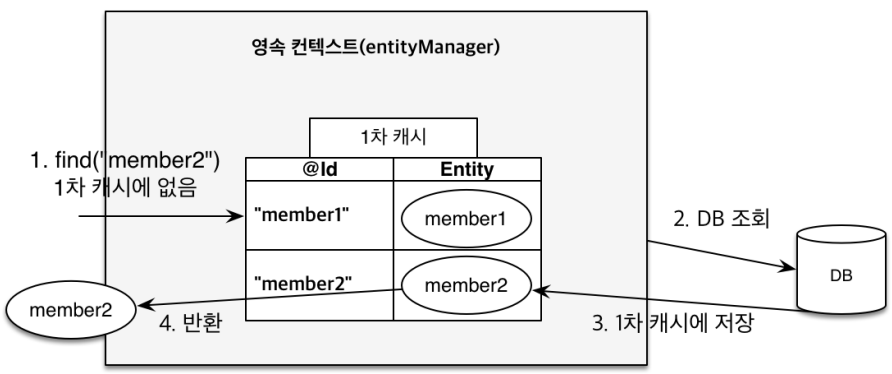 영속 컨텍스트(entityManager)
1차 캐시
1. find("member2")
1차 캐시에 없음
@Id
Entity
"member1"
member1
2. DB 조회
DB
"member2"
member2
member2
4. 반환
3. 1차 캐시에 저장